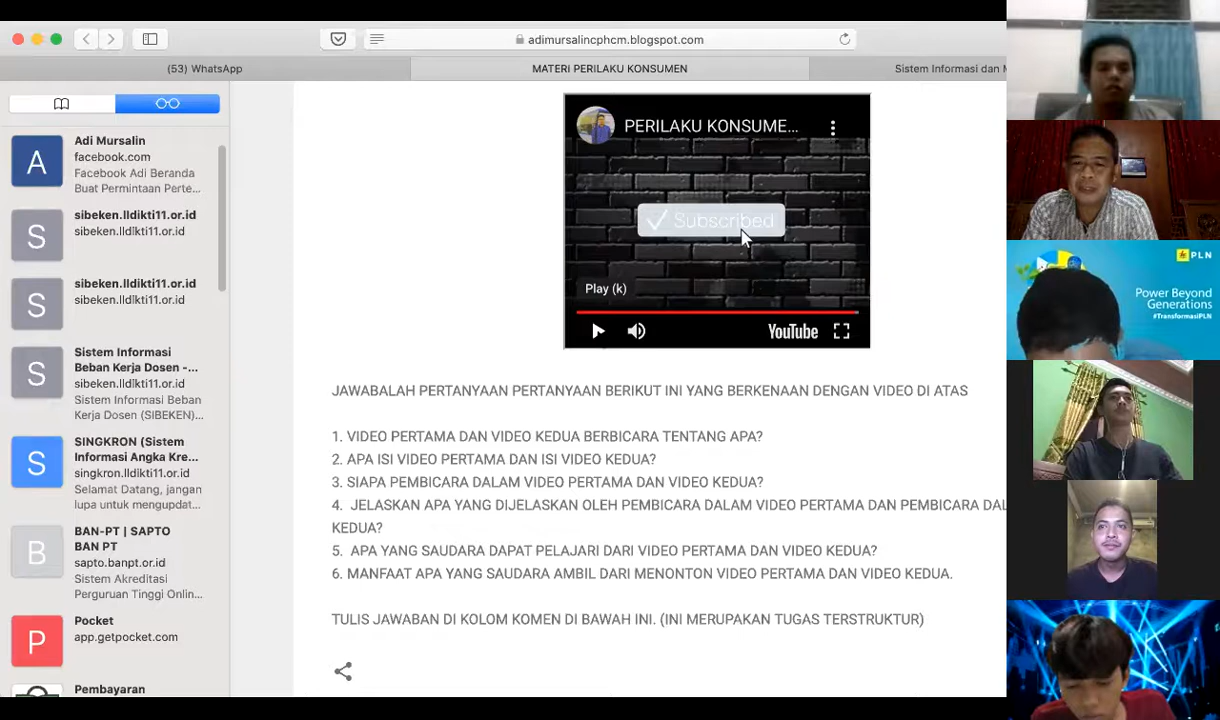 adimursalincphcm.blogspot.com
(53) WhatsApp
MATERI PERILAKU KONSUMEN
Sistem Informasi dan
A
Adi Mursalin
facebook.com
Facebook Adi Beranda
Buat Permintaan Perte...
S
sibeken.lldikti11.or.id
sibeken.lldikti11.or.id
S
sibeken.lldikti11.or.id
sibeken.lldikti11.or.id
S
Sistem Informasi
Beban Kerja Dosen -...
sibeken.lldikti11.or.id
Sistem Informasi Beban
Kerja Dosen (SIBEKEN)...
S
SINGKRON (Sistem
Informasi Angka Kre...
singkron.lldikti11.or.id
Selamat Datang, jangan
lupa untuk mengupdat...
B
BAN-PT | SAPTO
BAN PT
sapto.banpt.or.id
Sistem Akreditasi
Perguruan Tinggi Onlin...
P
Pocket
app.getpocket.com
Pembayaran
PERILAKU KONSUME...
Subscribed
Play (k)
YouTube
JAWABALAH PERTANYAAN PERTANYAAN BERIKUT INI YANG BERKENAAN DENGAN VIDEO DI ATAS
1. VIDEO PERTAMA DAN VIDEO KEDUA BERBICARA TENTANG APA?
2. APA ISI VIDEO PERTAMA DAN ISI VIDEO KEDUA?
3. SIAPA PEMBICARA DALAM VIDEO PERTAMA DAN VIDEO KEDUA?
4. JELASKAN APA YANG DIJELASKAN OLEH PEMBICARA DALAM VIDEO PERTAMA DAN PEMBICARA
KEDUA?
5. APA YANG SAUDARA DAPAT PELAJARI DARI VIDEO PERTAMA DAN VIDEO KEDUA?
6. MANFAAT APA YANG SAUDARA AMBIL DARI MENONTON VIDEO PERTAMA DAN VIDEO KEDUA.
TULIS JAWABAN DI KOLOM KOMEN DI BAWAH INI. (INI MERUPAKAN TUGAS TERSTRUKTUR)
PLN
Power Beyond
Generations
#TransformasiPLN